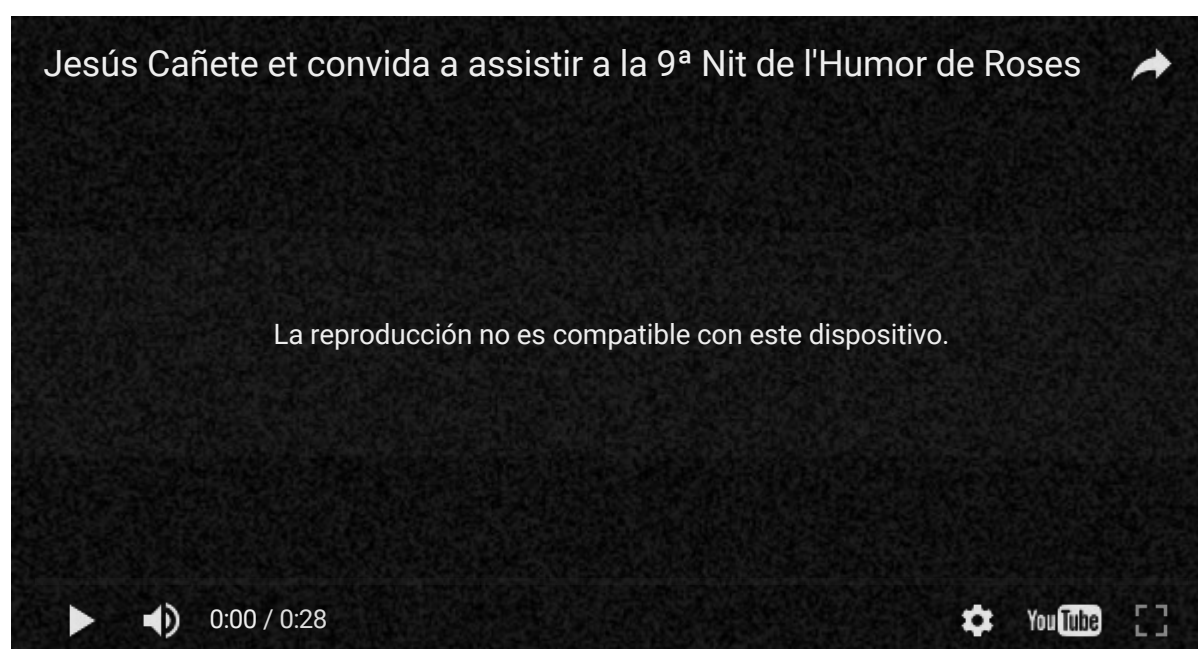 Jesús Cañete et convida a assistir a la 9ª Nit de l'Humor de Roses
La reproducción no es compatible con este dispositivo.
0:00 / 0:28
YouTube